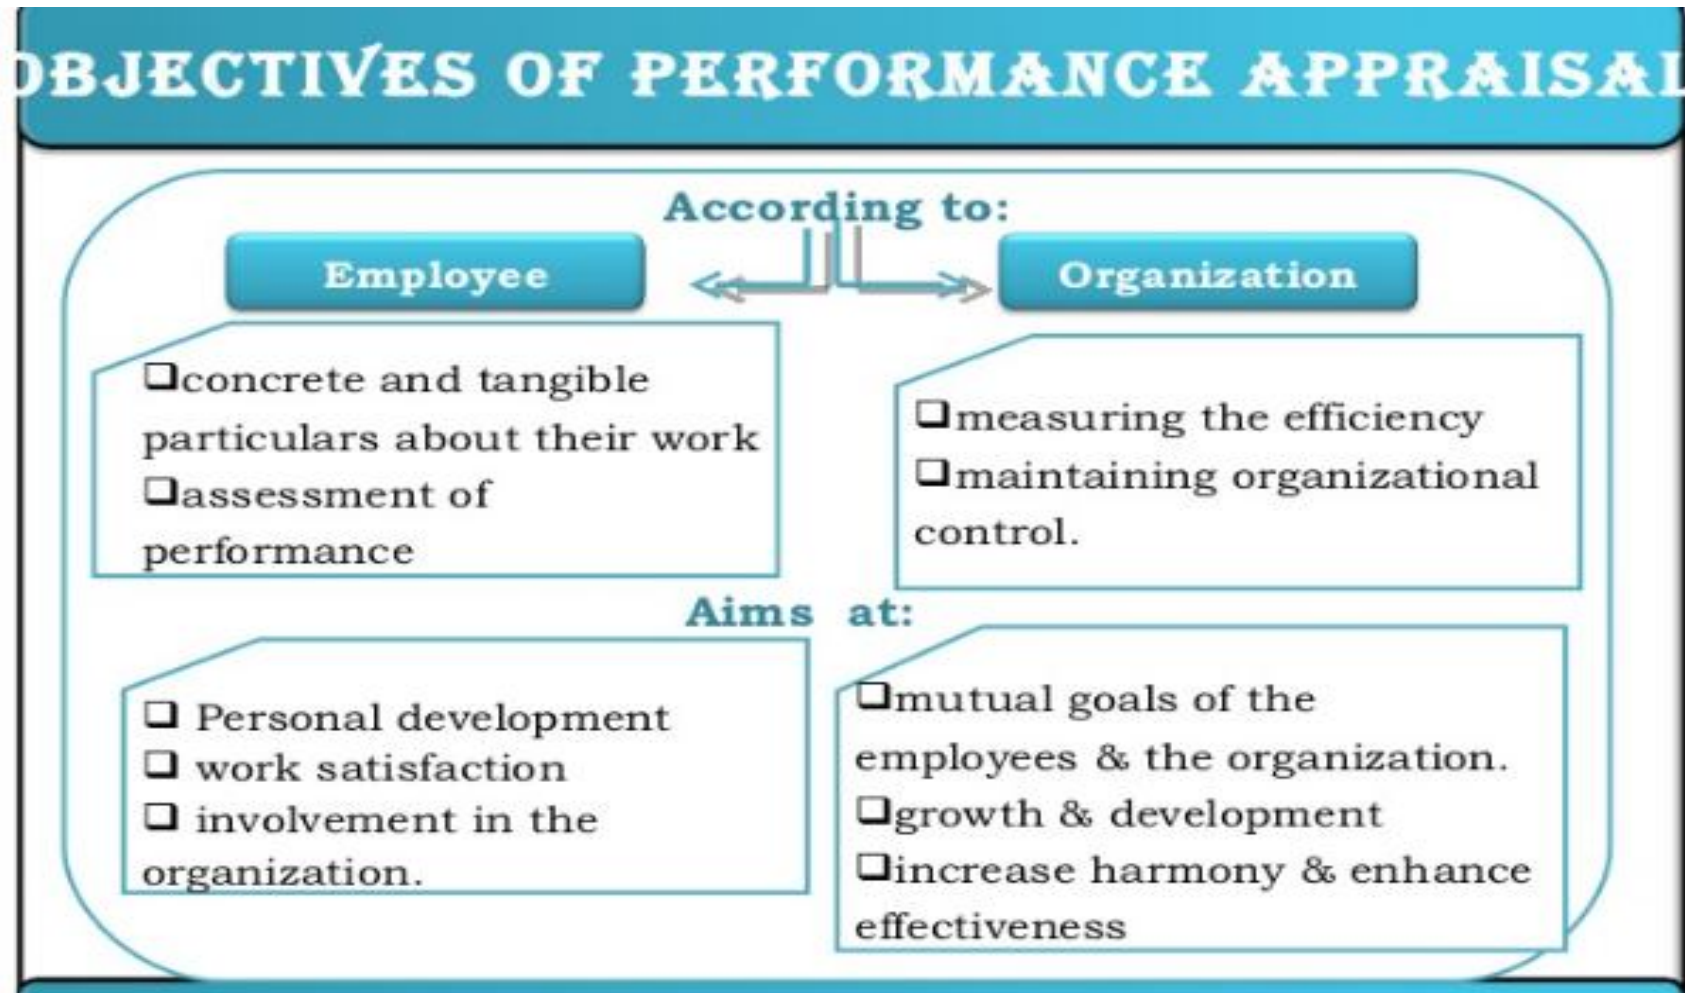 OBJECTIVES OF PERFORMANCE APPRAISAL
According to:
Employee
Organization
❑concrete and tangible
particulars about their work
❑assessment of
performance
❑measuring the efficiency
❑maintaining organizational
control.
Aims at:
❑ Personal development
❑ work satisfaction
❑ involvement in the
organization.
❑mutual goals of the
employees & the organization.
❑growth & development
❑increase harmony & enhance
effectiveness